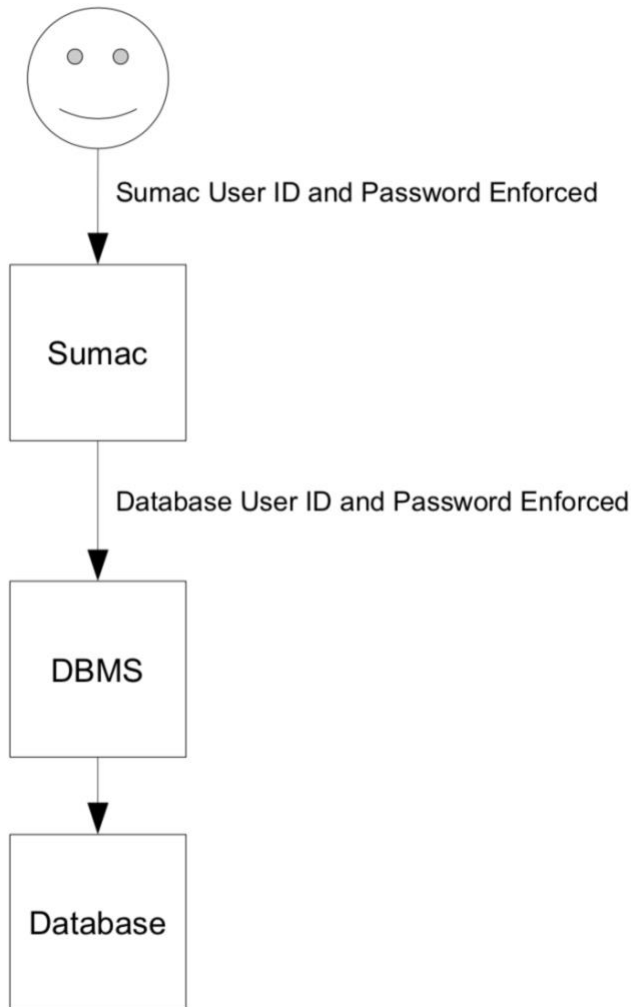 Sumac User ID and Password Enforced
Sumac
Database User ID and Password Enforced
DBMS
Database